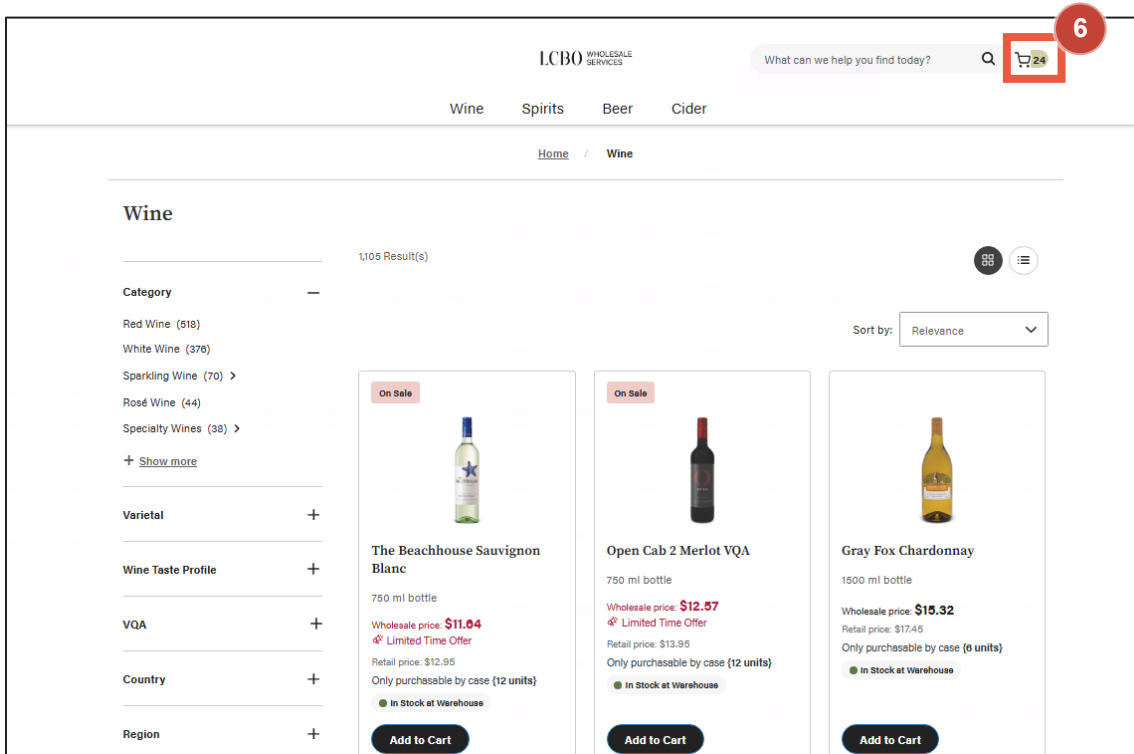 6
LCBO WHOLESALE SERVICES
What can we help you find today?
24
Wine Spirits Beer Cider
Home / Wine
Wine
1,105 Result(s)
Category
Red Wine (518)
White Wine (376)
Sparkling Wine (70)
Rosé Wine (44)
Specialty Wines (38)
+ Show more
Varietal
Wine Taste Profile
VQA
Country
Region
Sort by: Relevance
On Sale
The Beachhouse Sauvignon
Blanc
750 ml bottle
Wholesale price: $11.64
Limited Time Offer
Retail price: $12.95
Only purchasable by case {12 units}
In Stock at Warehouse
Add to Cart
On Sale
Open Cab 2 Merlot VQA
750 ml bottle
Wholesale price: $12.57
Limited Time Offer
Retail price: $13.95
Only purchasable by case {12 units}
In Stock at Warehouse
Add to Cart
Gray Fox Chardonnay
1500 ml bottle
Wholesale price: $15.32
Retail price: $17.45
Only purchasable by case {6 units}
In Stock at Warehouse
Add to Cart